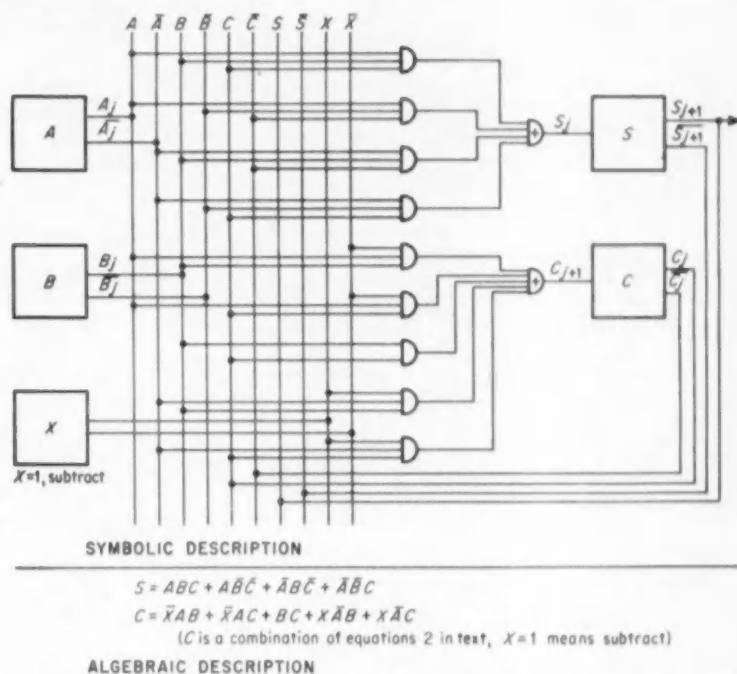 A Ā B B̄ C C̄ S S̄ X X̄
A
Aⱼ
Āⱼ
Sⱼ
S
Sⱼ₊₁
S̄ⱼ₊₁
B
Bⱼ
B̄ⱼ
Cⱼ₊₁
C
Cⱼ
C̄ⱼ
X
X=1, subtract
SYMBOLIC DESCRIPTION
S = ABC + AB̄C̄ + ĀBC̄ + ĀB̄C
C = X̄AB + X̄AC + BC + XĀB + XĀC
(C is a combination of equations 2 in text, X=1 means subtract)
ALGEBRAIC DESCRIPTION